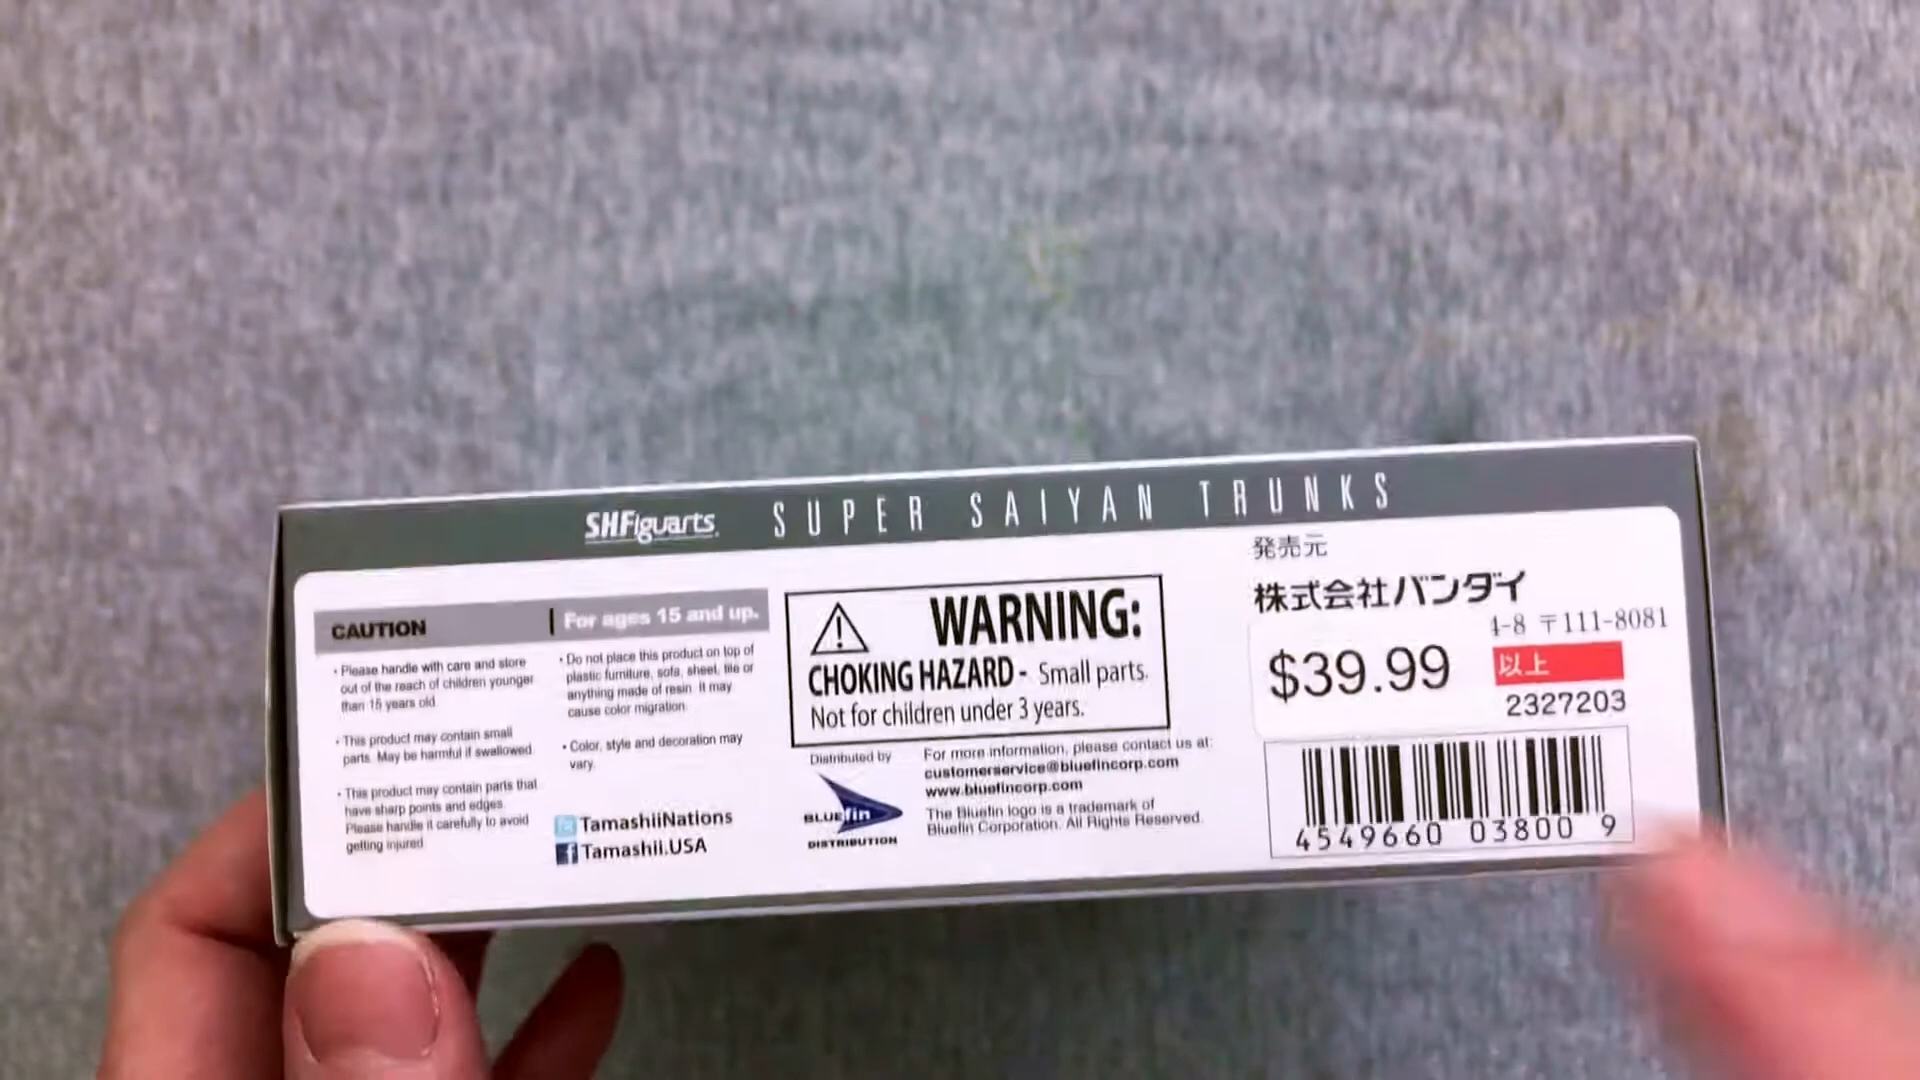 S.H.Figuarts SUPER SAIYAN TRUNKS
CAUTION
For ages 15 and up.
・Please handle with care and store
out of the reach of children younger
than 15 years old.
・This product may contain small
parts. May be harmful if swallowed.
・This product may contain parts that
have sharp points and edges.
Please handle it carefully to avoid
getting injured.
・Do not place this product on top of
plastic furniture, sofa, sheet, tile or
anything made of resin. It may
cause color migration.
・Color, style and decoration may
vary.
TamashiiNations
Tamashii.USA
WARNING:
CHOKING HAZARD - Small parts.
Not for children under 3 years.
Distributed by
BLUEfin
DISTRIBUTION
For more information, please contact us at:
customerservice@bluefincorp.com
www.bluefincorp.com
The Bluefin logo is a trademark of
Bluefin Corporation. All Rights Reserved.
発売元
株式会社バンダイ
4-8 〒111-8081
$39.99
以上
2327203
4549660 03800 9